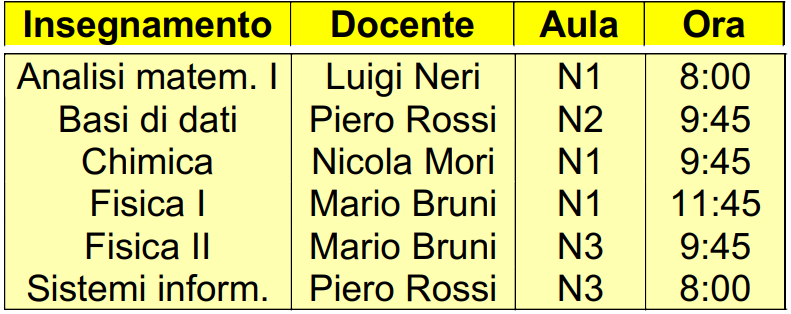 Insegnamento Docente Aula Ora
Analisi matem. I Luigi Neri N1 8:00
Basi di dati Piero Rossi N2 9:45
Chimica Nicola Mori N1 9:45
Fisica I Mario Bruni N1 11:45
Fisica II Mario Bruni N3 9:45
Sistemi inform. Piero Rossi N3 8:00